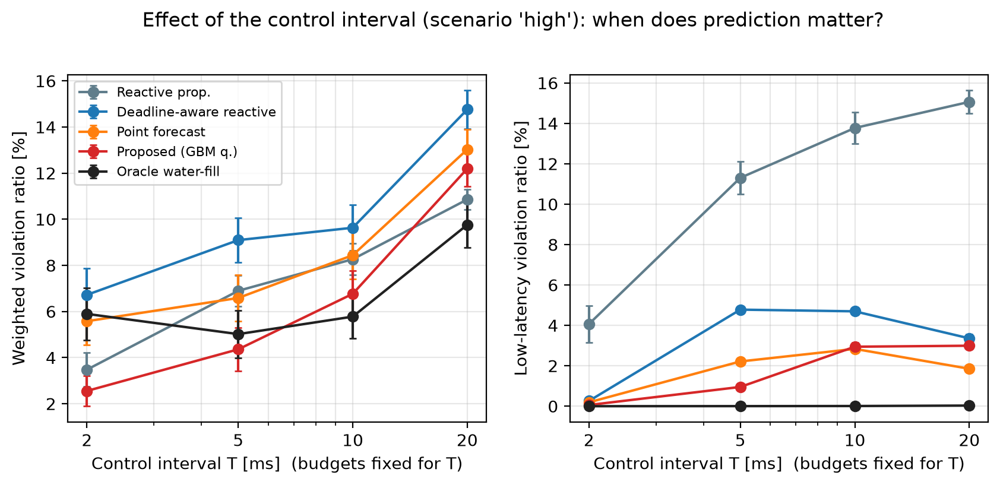 Effect of the control interval (scenario 'high'): when does prediction matter?
Weighted violation ratio [%]
16
14
12
10
8
6
4
2
Reactive prop.
Deadline-aware reactive
Point forecast
Proposed (GBM q.)
Oracle water-fill
2 5 10 20
Control interval T [ms]  (budgets fixed for T)
Low-latency violation ratio [%]
16
14
12
10
8
6
4
2
0
2 5 10 20
Control interval T [ms]  (budgets fixed for T)